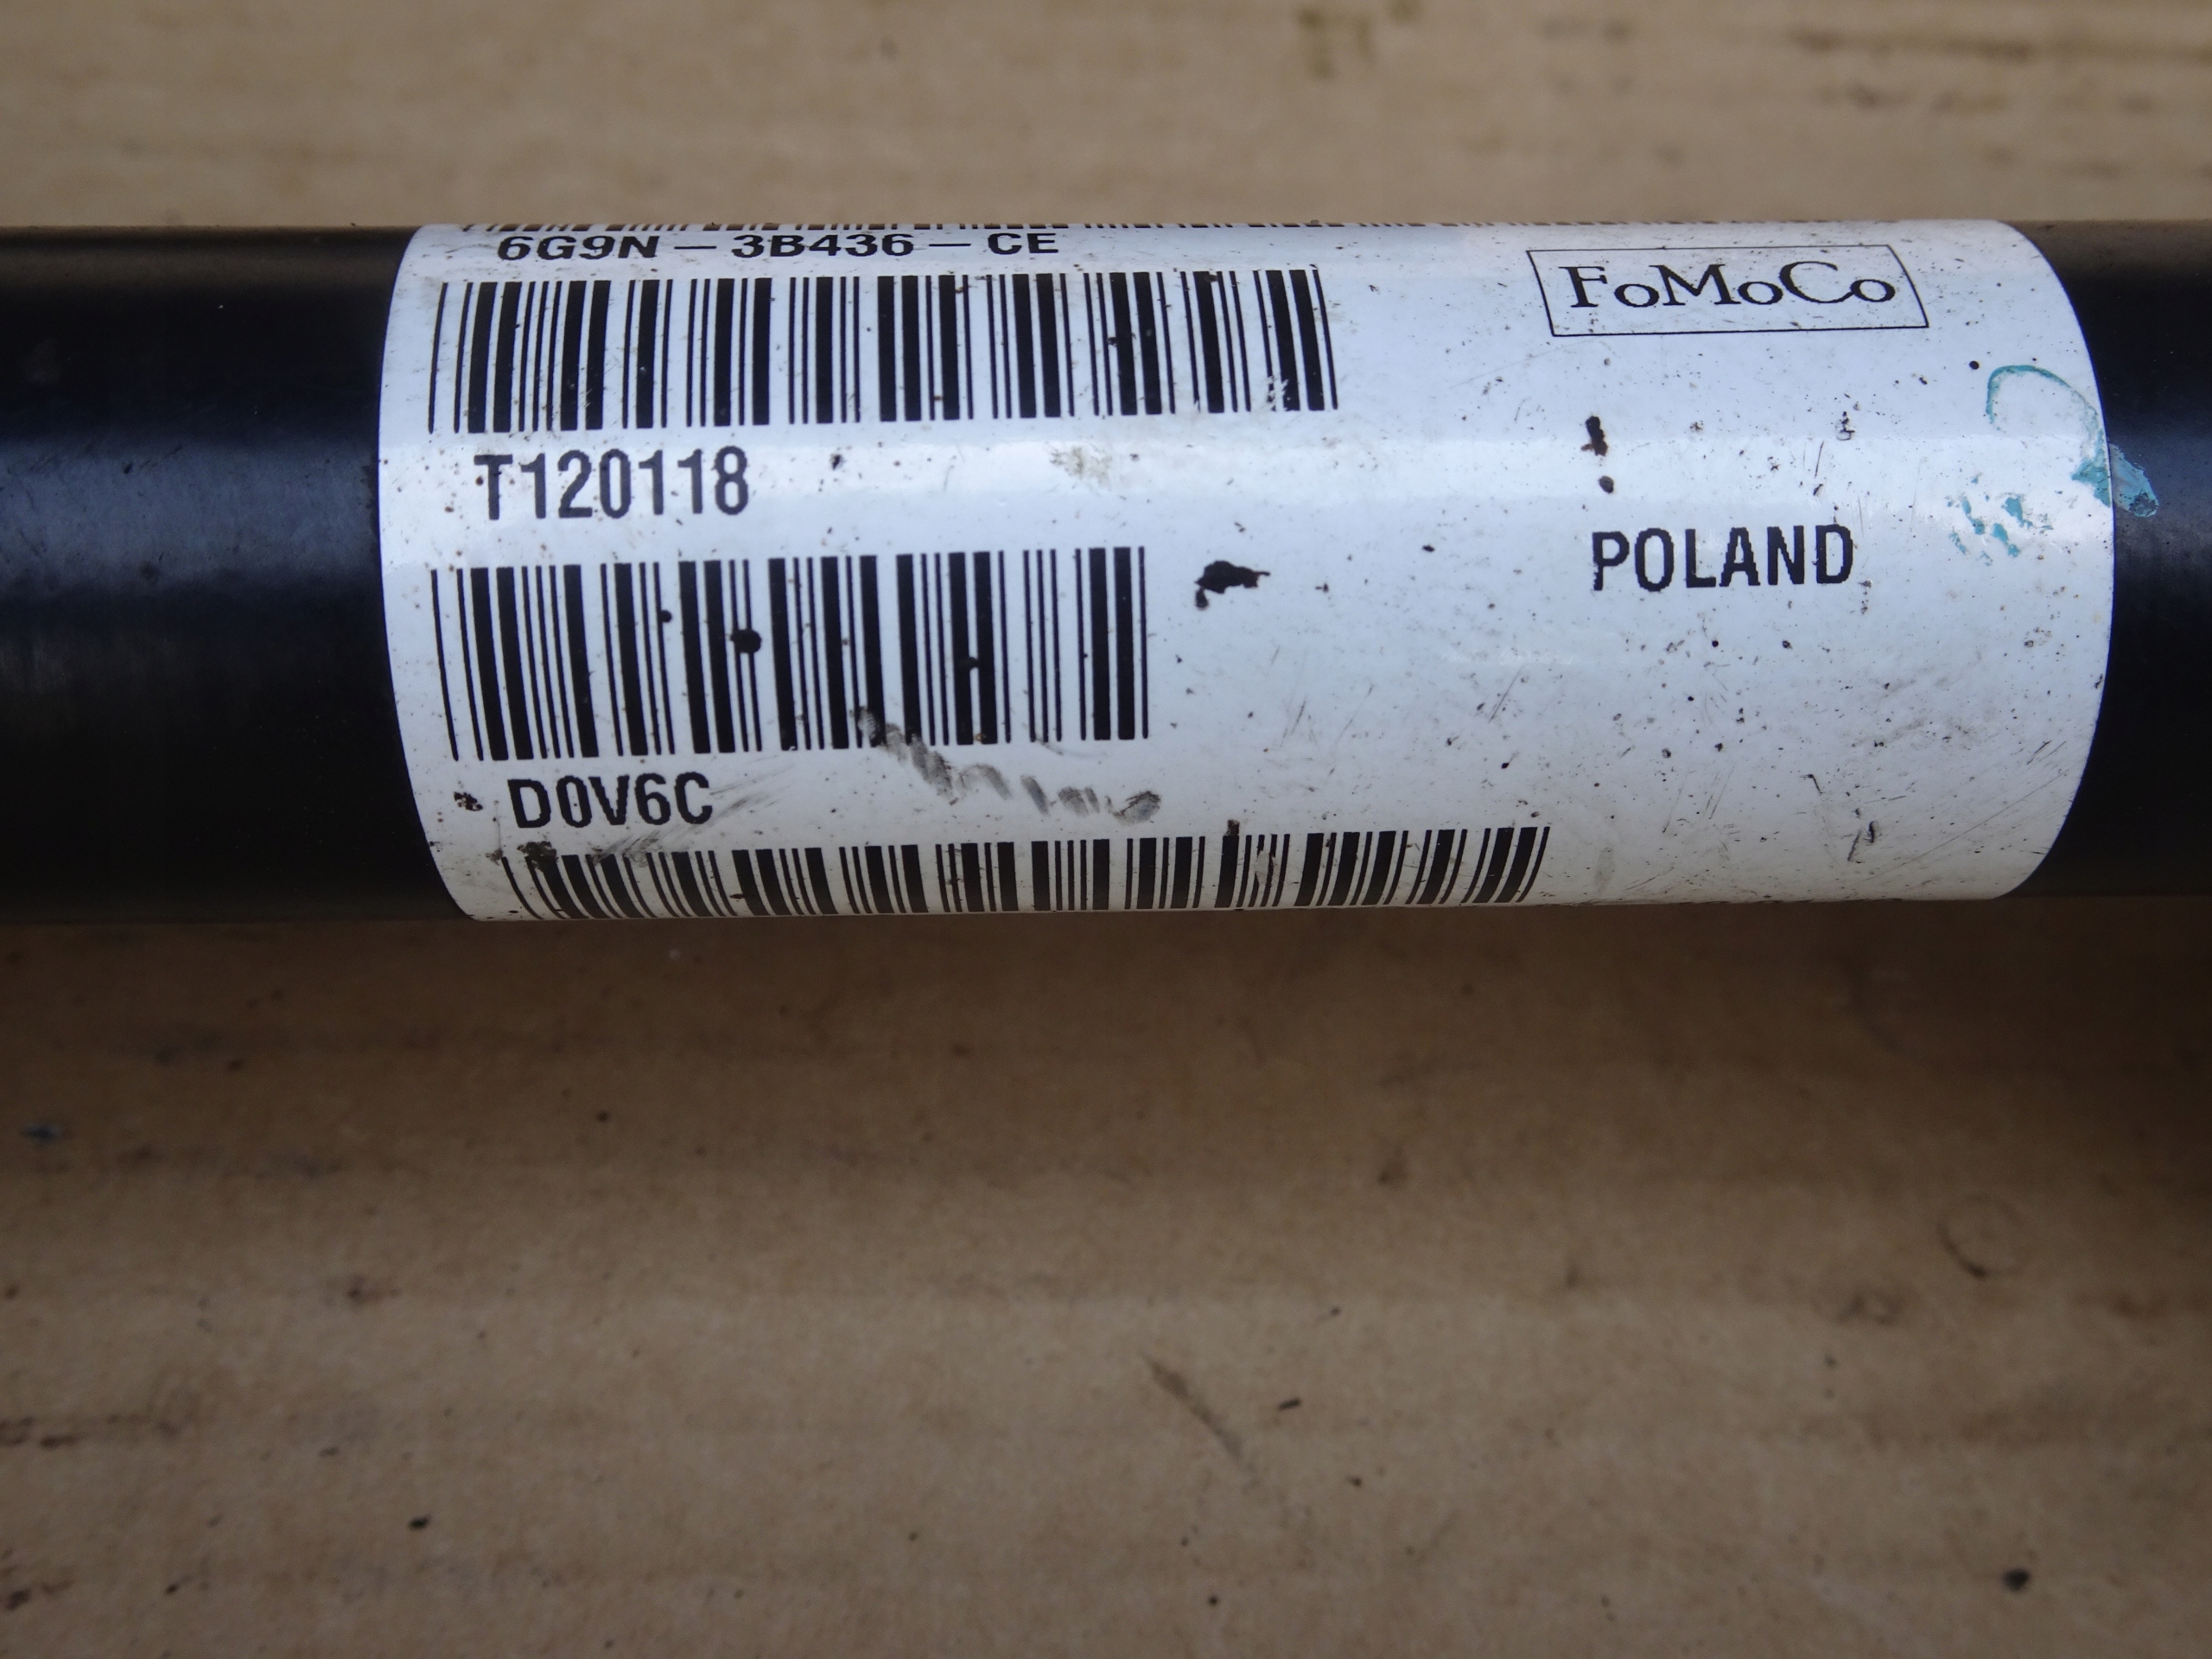 6G9N-3B436-CE
FoMoCo
T120118
POLAND
D0V6C